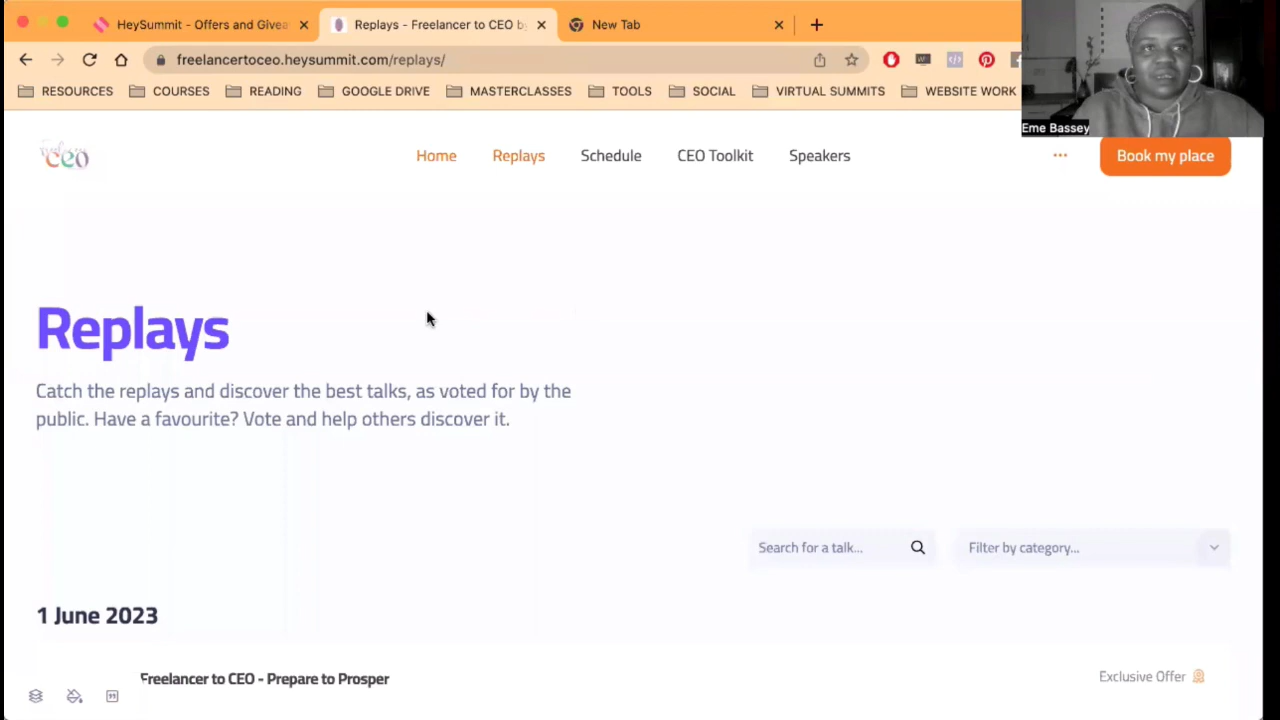 HeySummit - Offers and Givea
Replays - Freelancer to CEO b
New Tab
freelancertoceo.heysummit.com/replays/
RESOURCES
COURSES
READING
GOOGLE DRIVE
MASTERCLASSES
TOOLS
SOCIAL
VIRTUAL SUMMITS
WEBSITE WORK
Eme Bassey
ceo
Home
Replays
Schedule
CEO Toolkit
Speakers
Book my place
Replays
Catch the replays and discover the best talks, as voted for by the
public. Have a favourite? Vote and help others discover it.
Search for a talk...
Filter by category...
1 June 2023
Freelancer to CEO - Prepare to Prosper
Exclusive Offer